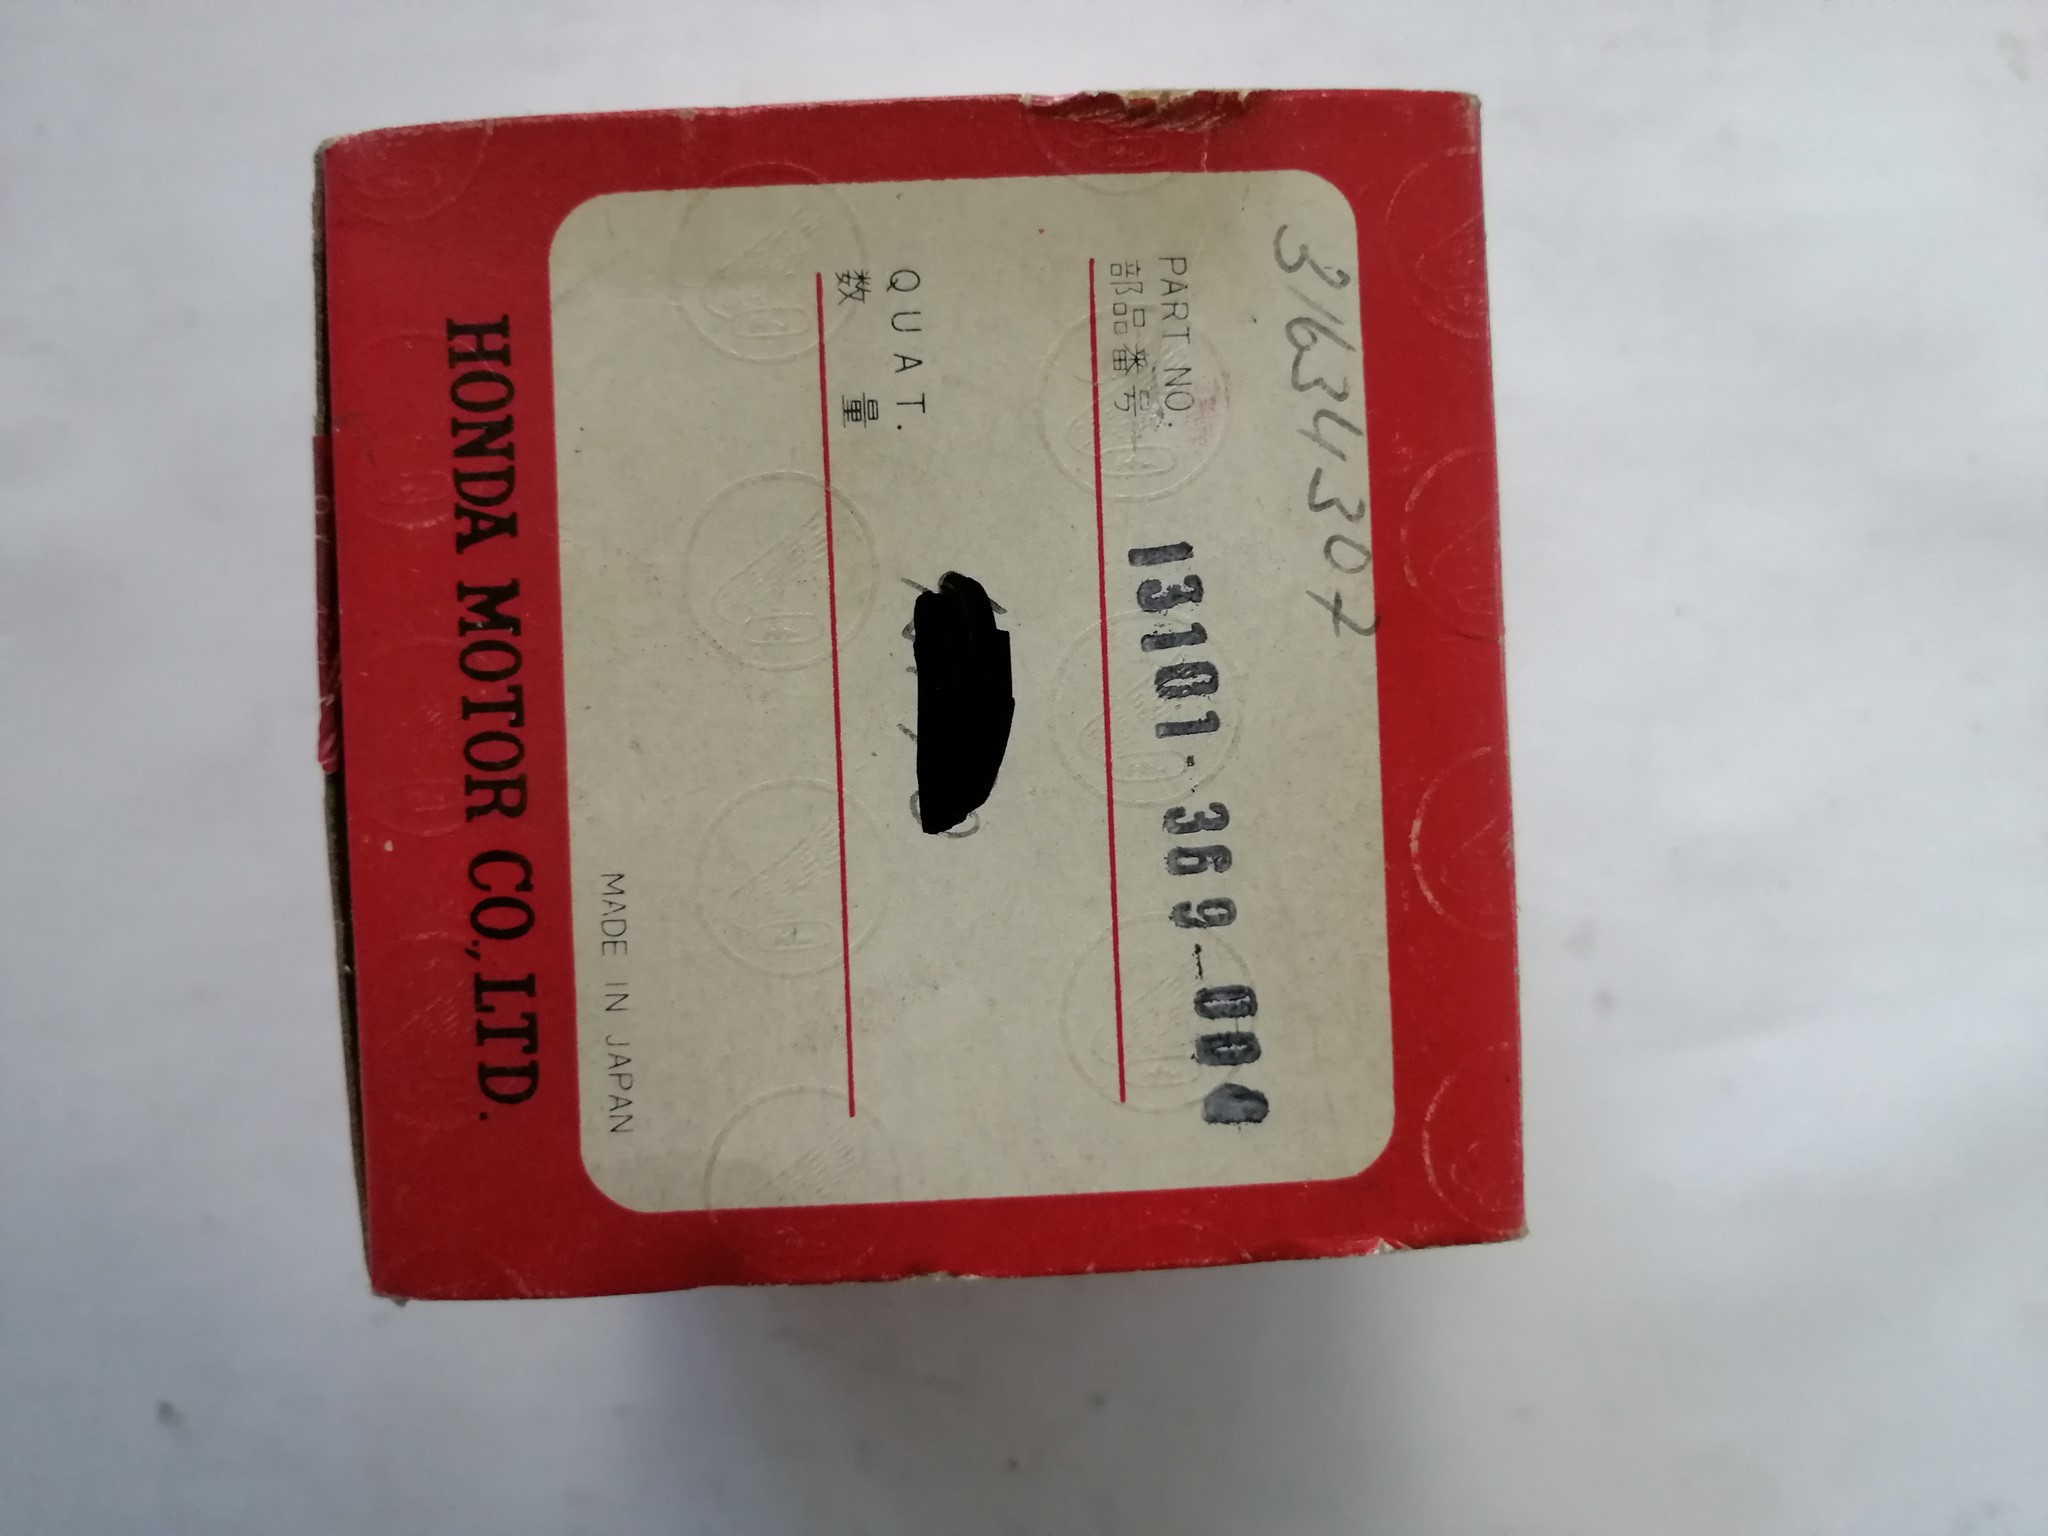 31634307
PART NO. 13101-369-000
部品番号
QUAT.
数量
MADE IN JAPAN
HONDA MOTOR CO., LTD.